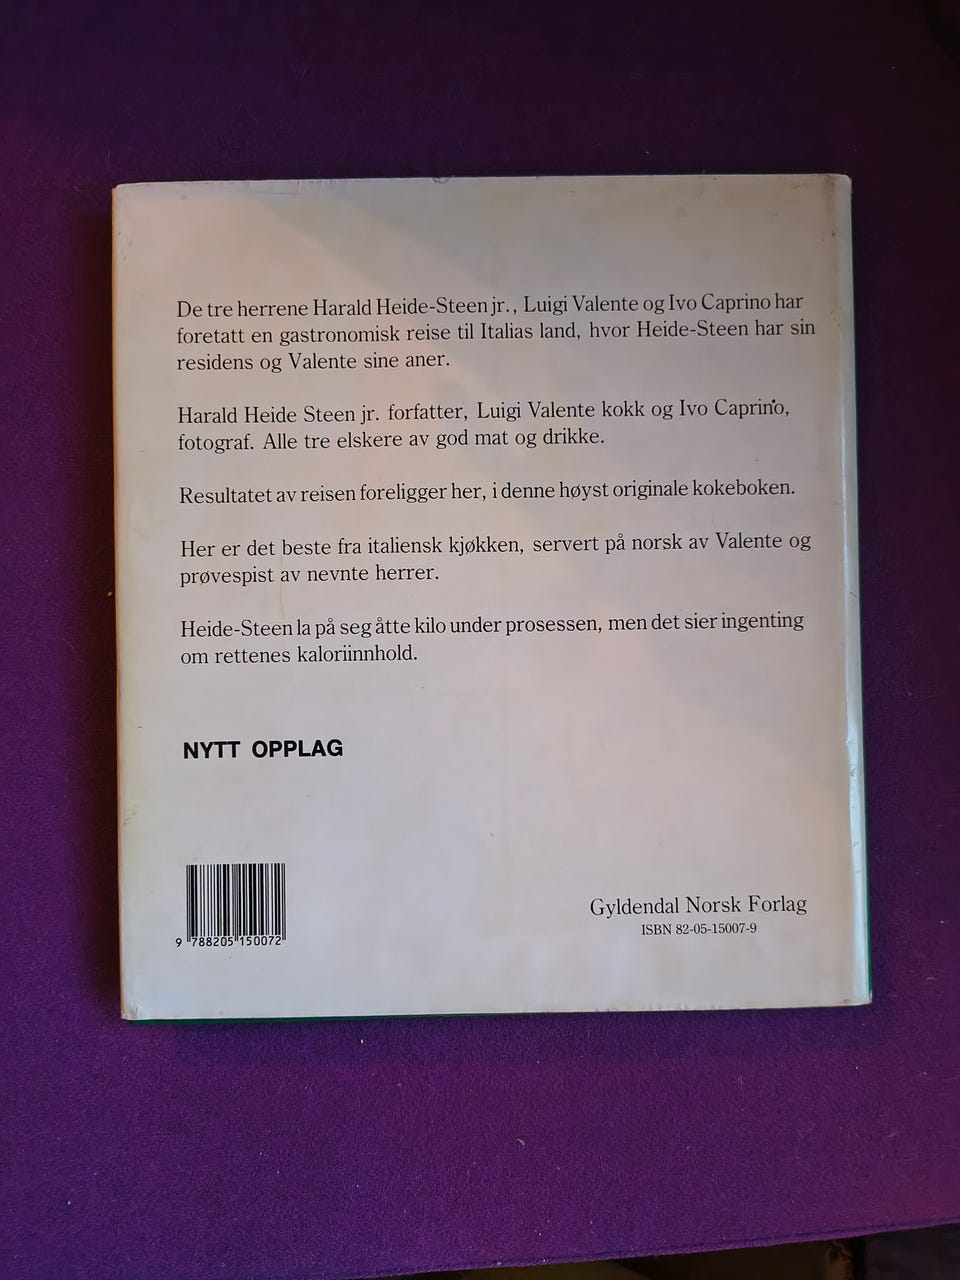 De tre herrene Harald Heide-Steen jr., Luigi Valente og Ivo Caprino har
foretatt en gastronomisk reise til Italias land, hvor Heide-Steen har sin
residens og Valente sine aner.
Harald Heide Steen jr. forfatter, Luigi Valente kokk og Ivo Caprino,
fotograf. Alle tre elskere av god mat og drikke.
Resultatet av reisen foreligger her, i denne høyst originale kokeboken.
Her er det beste fra italiensk kjøkken, servert på norsk av Valente og
prøvespist av nevnte herrer.
Heide-Steen la på seg åtte kilo under prosessen, men det sier ingenting
om rettenes kaloriinnhold.
NYTT OPPLAG
9 788205 150072
Gyldendal Norsk Forlag
ISBN 82-05-15007-9